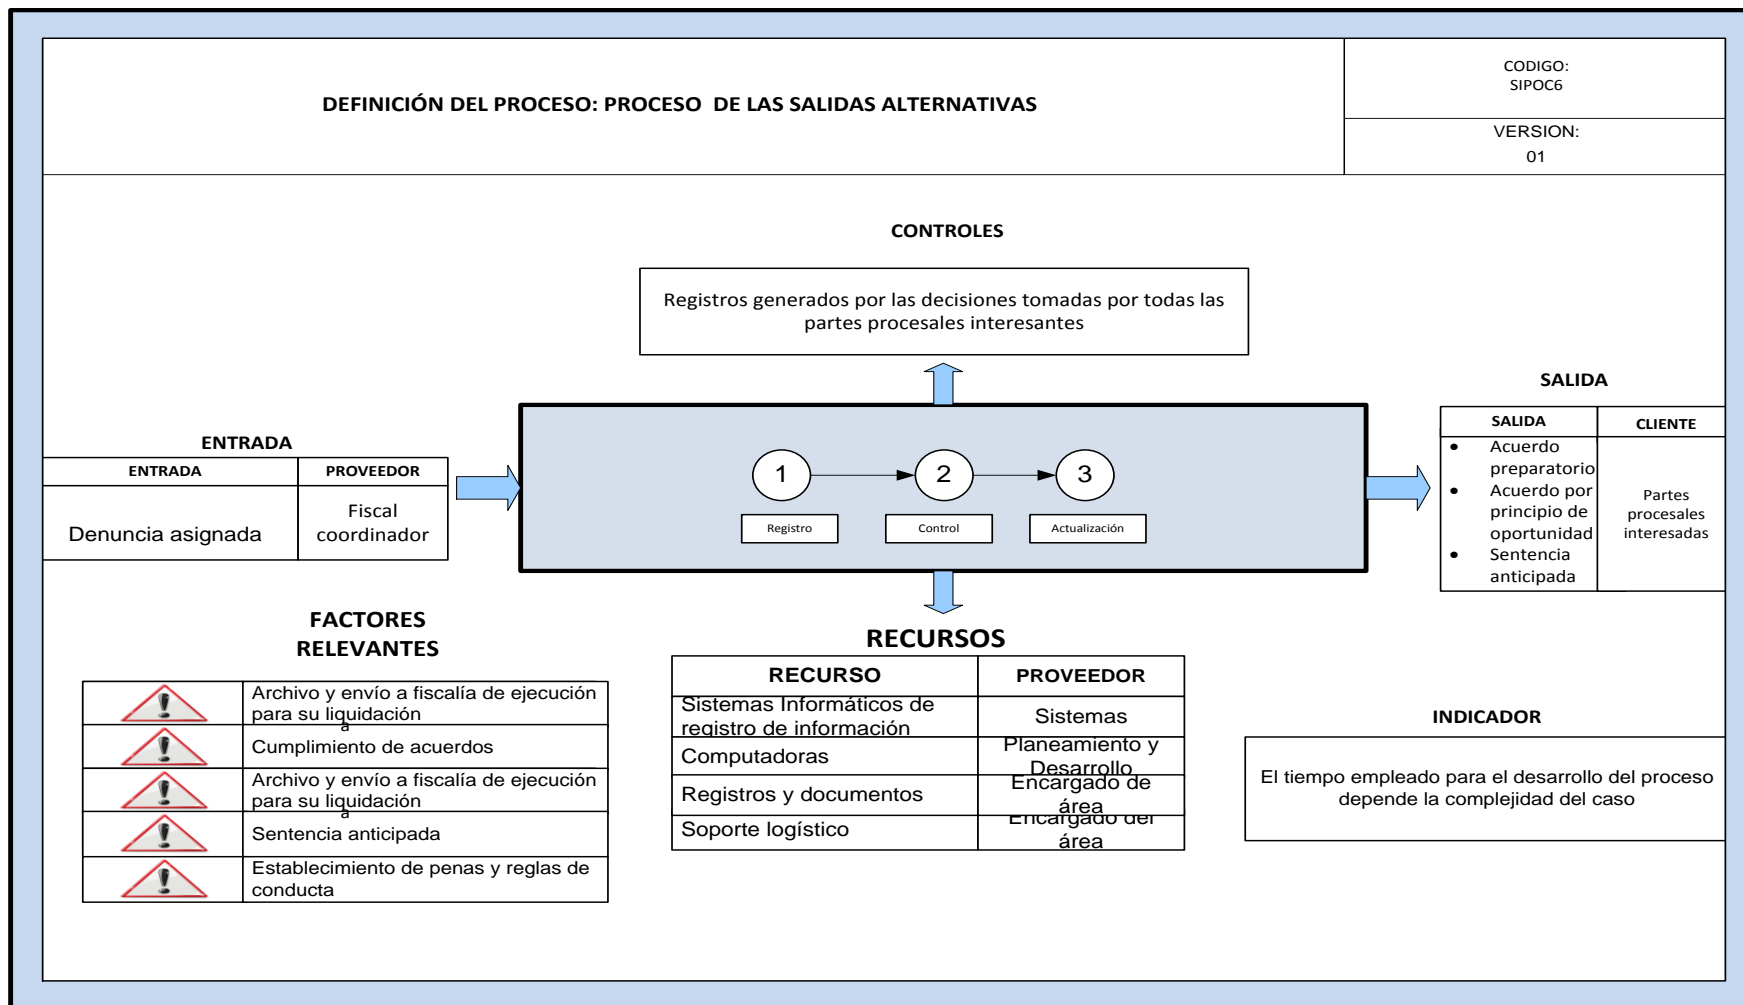 DEFINICIÓN DEL PROCESO: PROCESO DE LAS SALIDAS ALTERNATIVAS
CODIGO:
SIPOC6
VERSION:
01
CONTROLES
Registros generados por las decisiones tomadas por todas las
partes procesales interesantes
ENTRADA
ENTRADA
PROVEEDOR
Denuncia asignada
Fiscal
coordinador
1
2
3
Registro
Control
Actualización
SALIDA
SALIDA
CLIENTE
• Acuerdo
preparatorio
• Acuerdo por
principio de
oportunidad
• Sentencia
anticipada
Partes
procesales
interesadas
FACTORES
RELEVANTES
Archivo y envío a fiscalía de ejecución
para su liquidación
a
Cumplimiento de acuerdos
Archivo y envío a fiscalía de ejecución
para su liquidación
a
Sentencia anticipada
Establecimiento de penas y reglas de
conducta
RECURSOS
RECURSO
PROVEEDOR
Sistemas Informáticos de
registro de información
Sistemas
Computadoras
Planeamiento y
Desarrollo
Registros y documentos
Encargado de
área
Soporte logístico
Encargado del
área
INDICADOR
El tiempo empleado para el desarrollo del proceso
depende la complejidad del caso